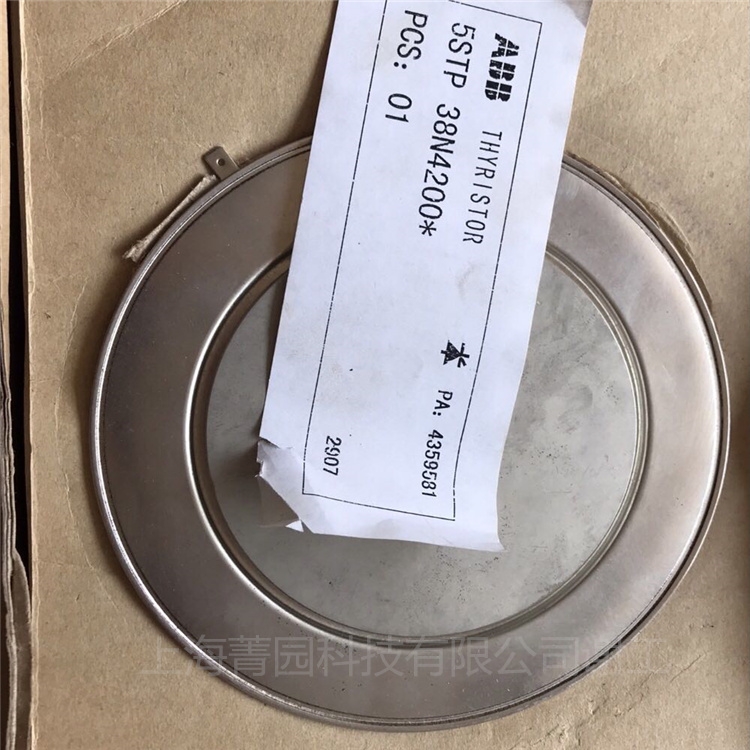 ABB THYRISTOR
5STP 38N4200*
PCS: 01
PA: 4359581
2907
上海菁园科技有限公司